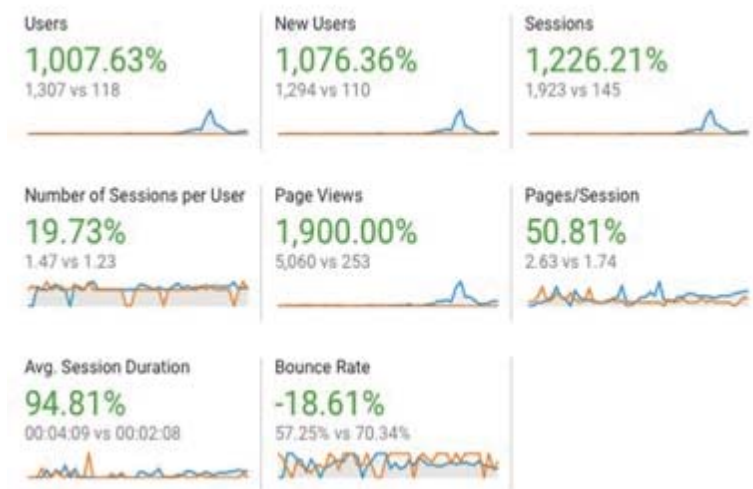 Users
1,007.63%
1,307 vs 118
New Users
1,076.36%
1,294 vs 110
Sessions
1,226.21%
1,923 vs 145
Number of Sessions per User
19.73%
1.47 vs 1.23
Page Views
1,900.00%
5,060 vs 253
Pages/Session
50.81%
2.63 vs 1.74
Avg. Session Duration
94.81%
00:04:09 vs 00:02:08
Bounce Rate
-18.61%
57.25% vs 70.34%